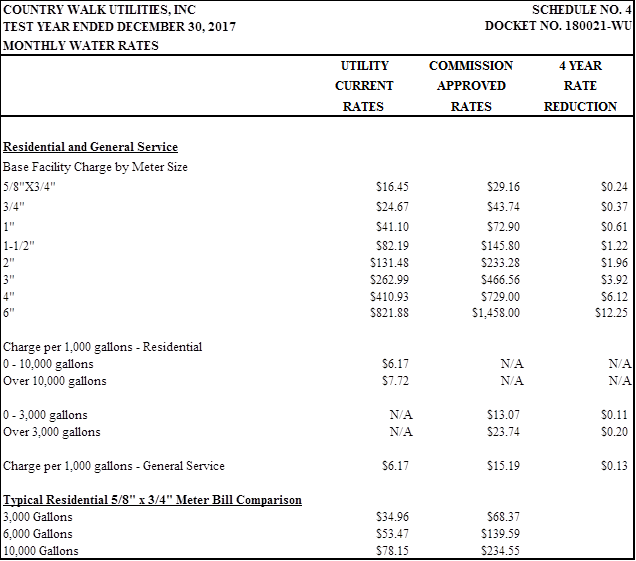 COUNTRY WALK UTILITIES, INC SCHEDULE NO. 4
TEST YEAR ENDED DECEMBER 30, 2017 DOCKET NO. 180021-WU
MONTHLY WATER RATES
UTILITY COMMISSION 4 YEAR
CURRENT APPROVED RATE
RATES RATES REDUCTION
Residential and General Service
Base Facility Charge by Meter Size
5/8"X3/4" $16.45 $29.16 $0.24
3/4" $24.67 $43.74 $0.37
1" $41.10 $72.90 $0.61
1-1/2" $82.19 $145.80 $1.22
2" $131.48 $233.28 $1.96
3" $262.99 $466.56 $3.92
4" $410.93 $729.00 $6.12
6" $821.88 $1,458.00 $12.25
Charge per 1,000 gallons - Residential
0 - 10,000 gallons $6.17 N/A N/A
Over 10,000 gallons $7.72 N/A N/A
0 - 3,000 gallons N/A $13.07 $0.11
Over 3,000 gallons N/A $23.74 $0.20
Charge per 1,000 gallons - General Service $6.17 $15.19 $0.13
Typical Residential 5/8" x 3/4" Meter Bill Comparison
3,000 Gallons $34.96 $68.37
6,000 Gallons $53.47 $139.59
10,000 Gallons $78.15 $234.55